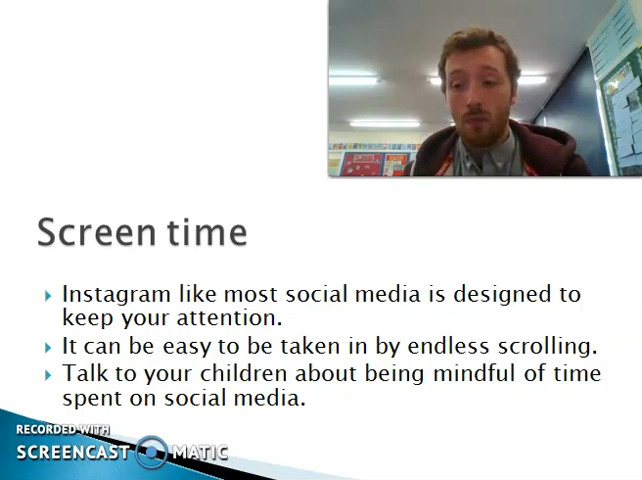 Screen time
Instagram like most social media is designed to
keep your attention.
It can be easy to be taken in by endless scrolling.
Talk to your children about being mindful of time
spent on social media.
RECORDED WITH
SCREENCAST MATIC